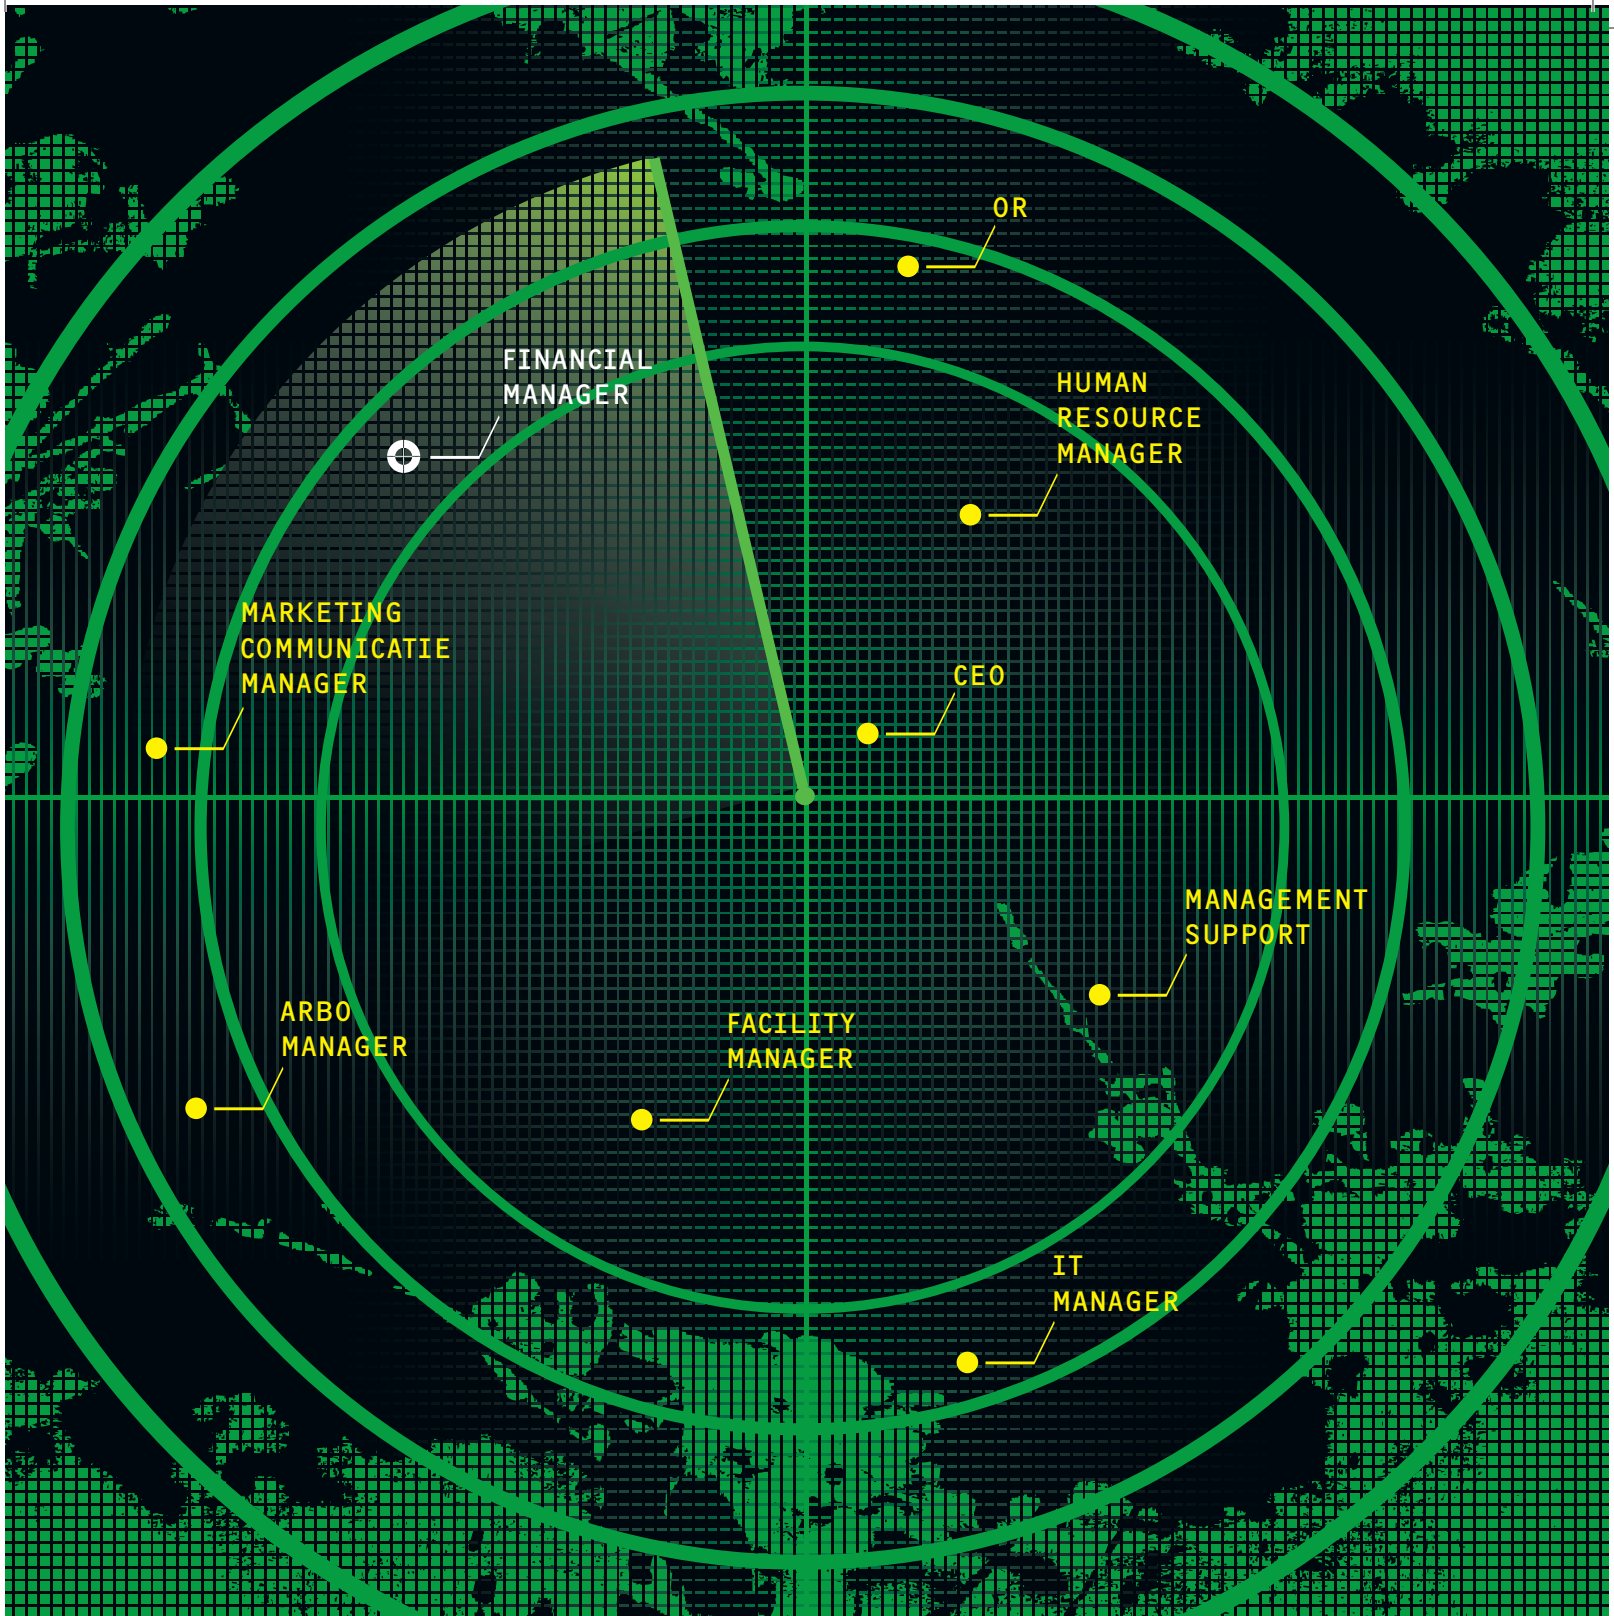 OR
FINANCIAL
MANAGER
HUMAN
RESOURCE
MANAGER
MARKETING
COMMUNICATIE
MANAGER
CEO
MANAGEMENT
SUPPORT
ARBO
MANAGER
FACILITY
MANAGER
IT
MANAGER